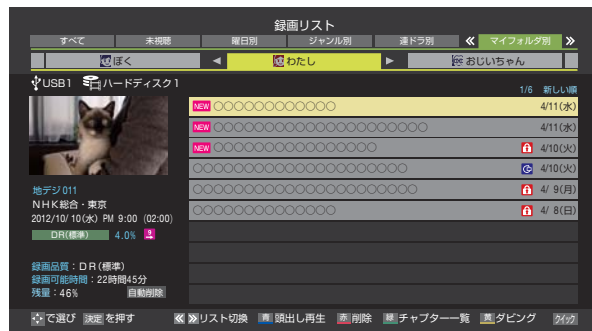 録画リスト
すべて 未視聴 曜日別 ジャンル別 連ドラ別 ≪ マイフォルダ別 ≫
ぼく ◀ わたし ▶ おじいちゃん
USB1 ハードディスク1
1/6 新しい順
NEW ○○○○○○○○○○○○○ 4/11(水)
NEW ○○○○○○○○○○○○○○○○○○○○○○○ 4/11(水)
NEW ○○○○○○○○○○○○○○○○○ 4/10(火)
○○○○○○○○○○○○○○○○○○○○○○○ 4/10(火)
○○○○○○○○○○○○○○○○○○○○○○○○ 4/ 9(月)
○○○○○○○○○○○○○○○ 4/ 8(日)
地デジ011
NHK総合・東京
2012/10/10(水) PM 9:00 (02:00)
DR(標準) 4.0% 9
録画品質：DR(標準)
録画可能時間：22時間45分
残量：46% 自動削除
で選び 決定 を押す ≪ ≫リスト切換 青 頭出し再生 赤 削除 緑 チャプター一覧 黄 ダビング クイック